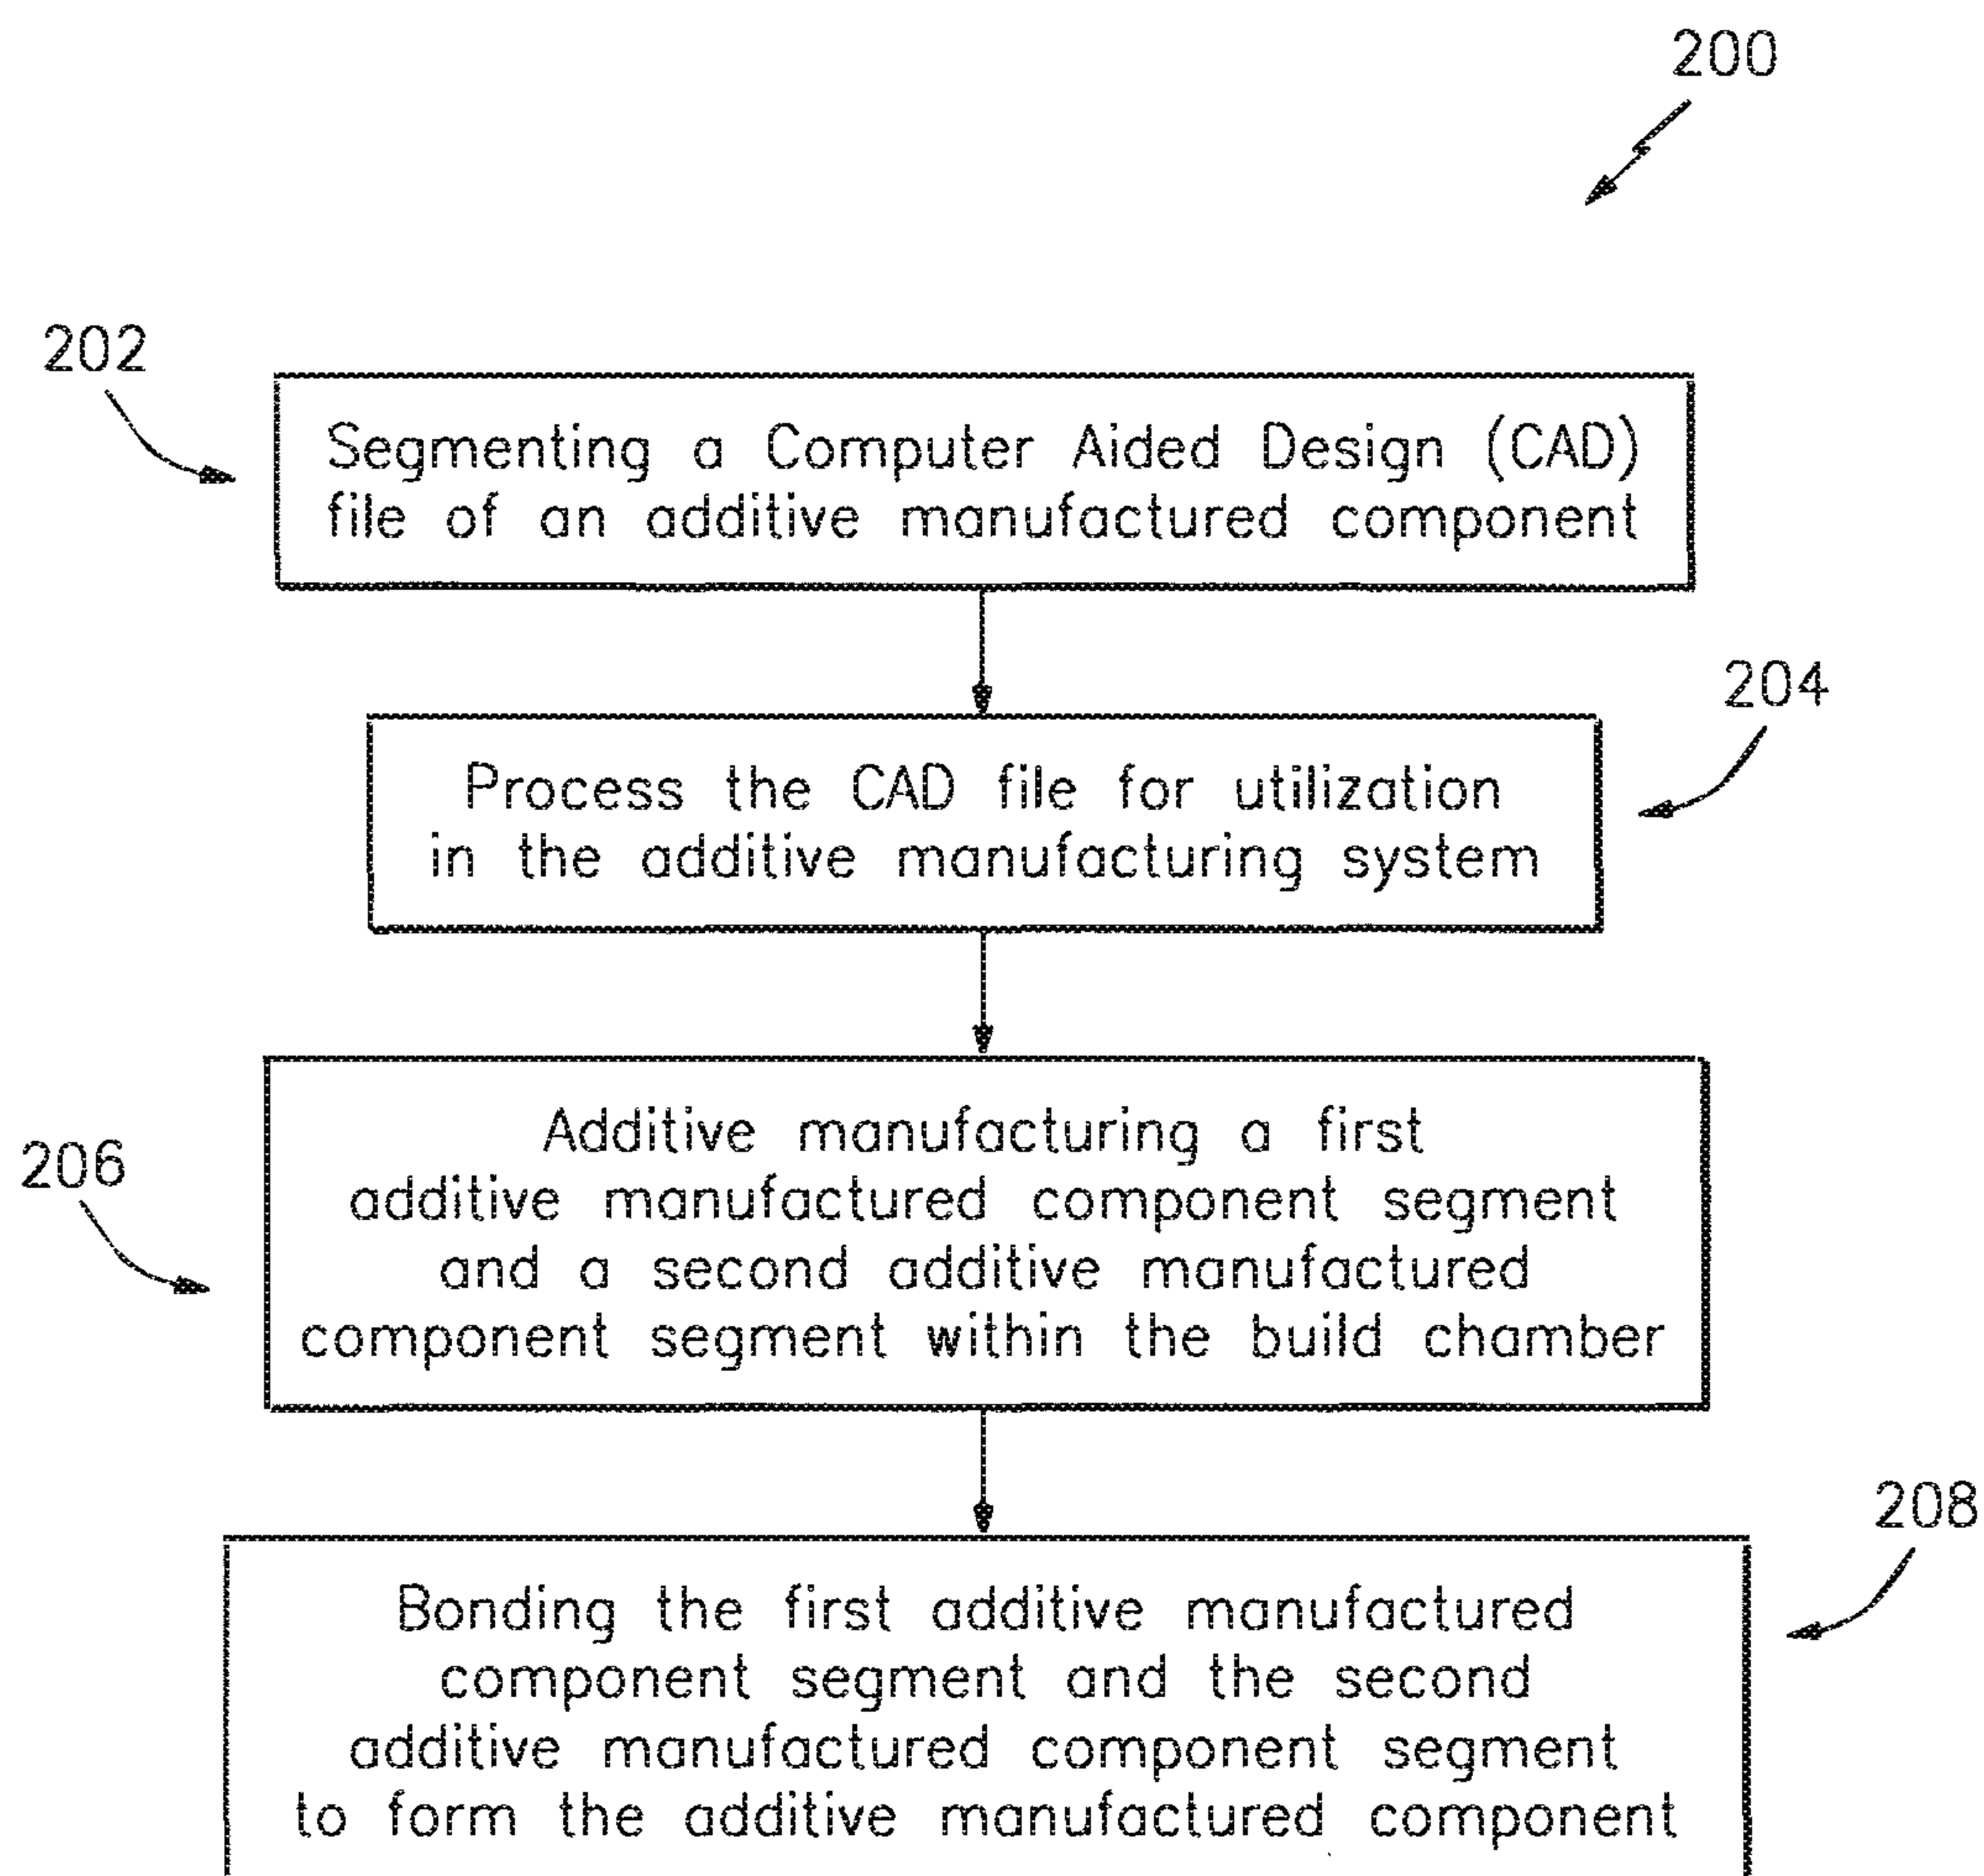 200
202
Segmenting a Computer Aided Design (CAD)
file of an additive manufactured component
204
Process the CAD file for utilization
in the additive manufacturing system
206
Additive manufacturing a first
additive manufactured component segment
and a second additive manufactured
component segment within the build chamber
208
Bonding the first additive manufactured
component segment and the second
additive manufactured component segment
to form the additive manufactured component